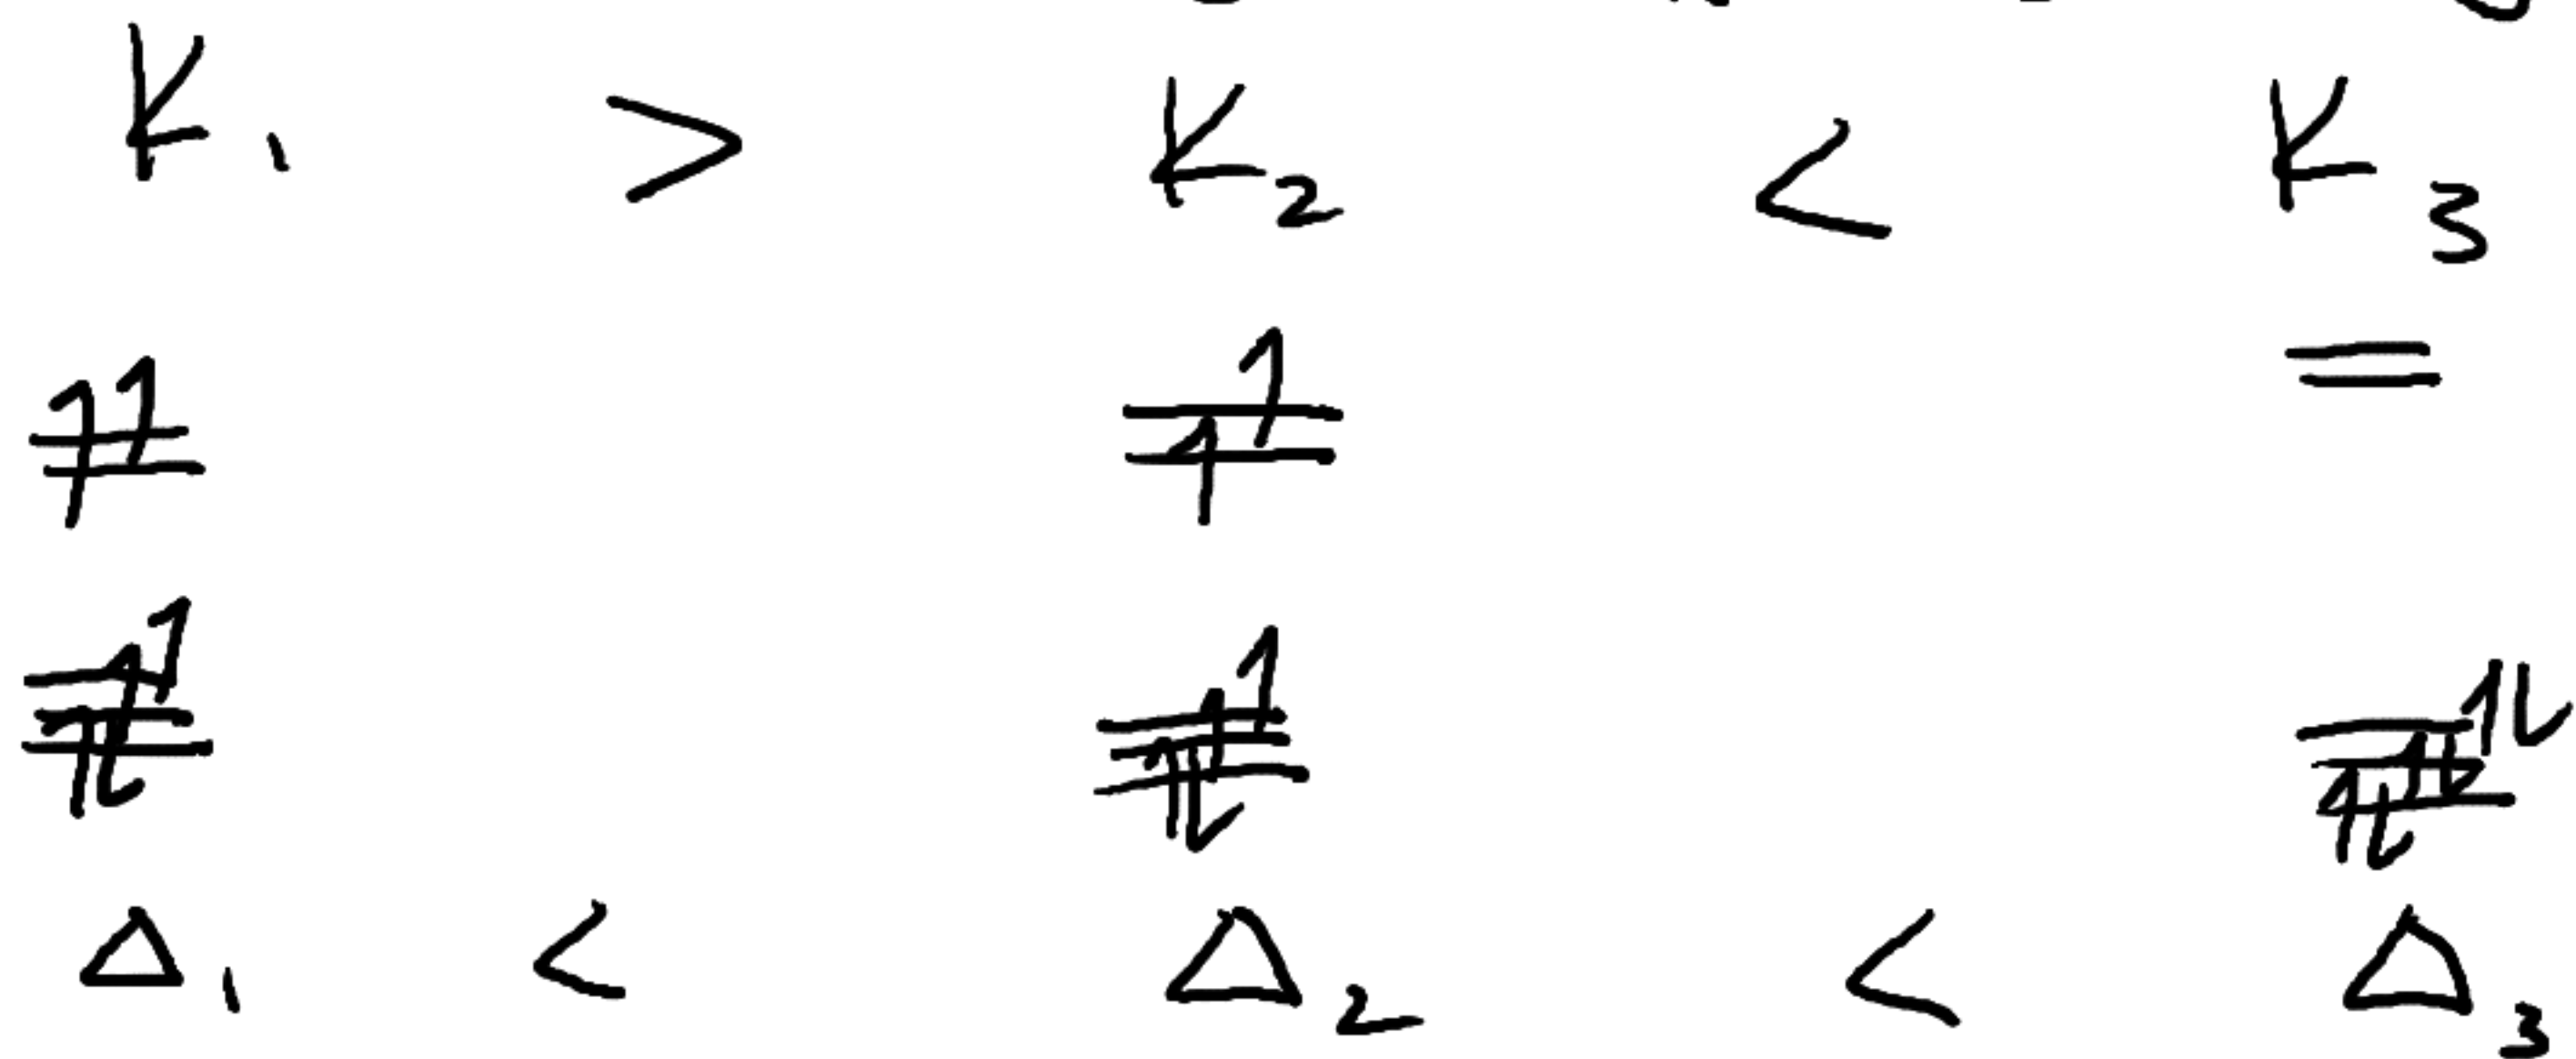 K₁ > K₂ < K₃
Δ₁ < Δ₂ < Δ₃